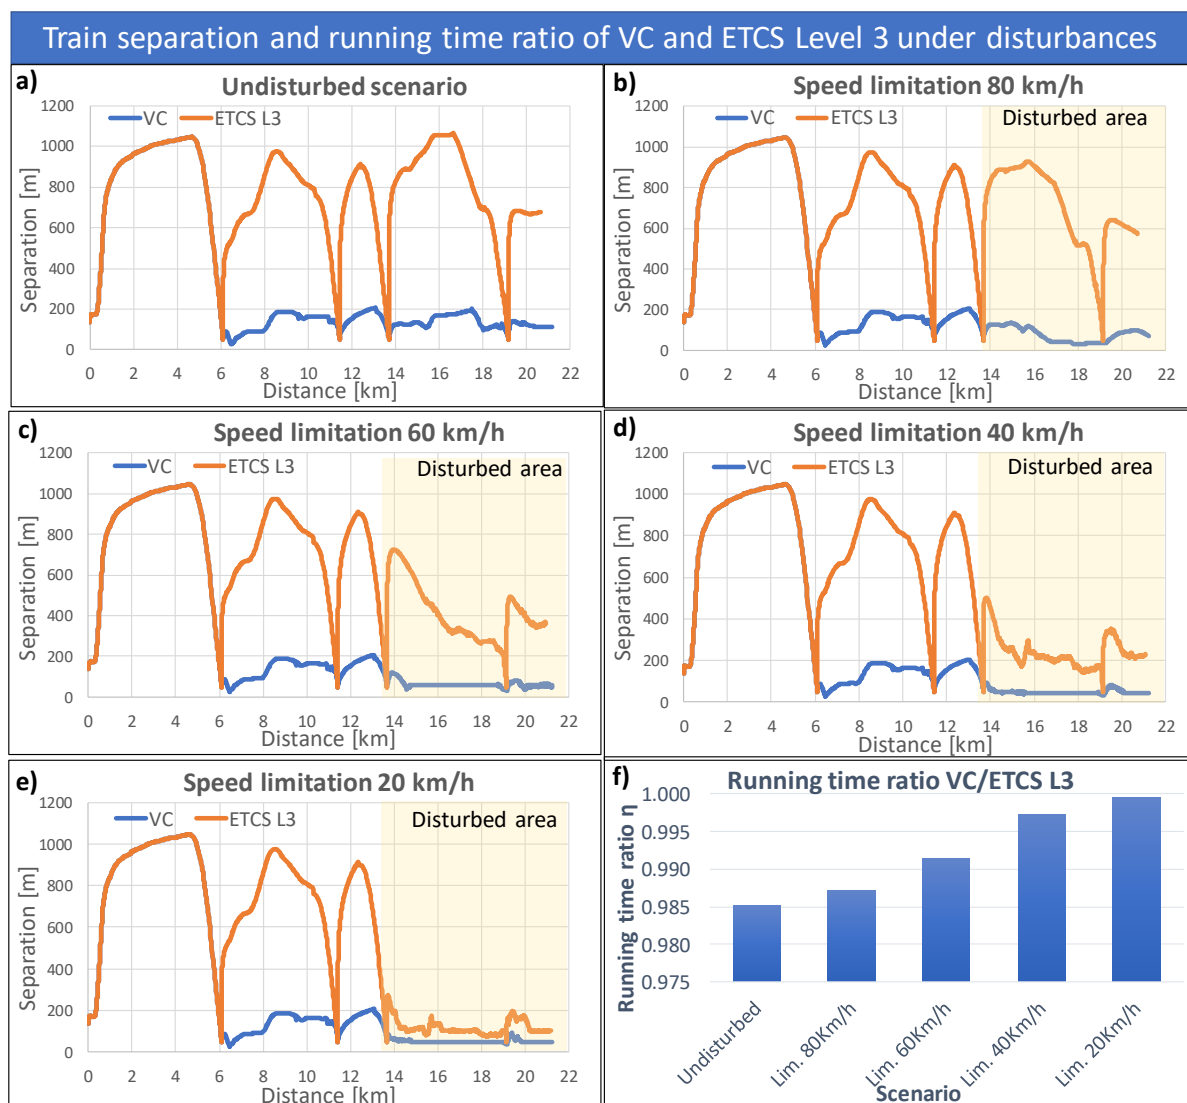 Train separation and running time ratio of VC and ETCS Level 3 under disturbances
a)
Undisturbed scenario
VC
ETCS L3
Separation [m]
1200
1000
800
600
400
200
0
0 2 4 6 8 10 12 14 16 18 20 22
Distance [km]
b)
Speed limitation 80 km/h
VC
ETCS L3
Disturbed area
Separation [m]
1200
1000
800
600
400
200
0
0 2 4 6 8 10 12 14 16 18 20 22
Distance [km]
c)
Speed limitation 60 km/h
VC
ETCS L3
Disturbed area
Separation [m]
1200
1000
800
600
400
200
0
0 2 4 6 8 10 12 14 16 18 20 22
Distance [km]
d)
Speed limitation 40 km/h
VC
ETCS L3
Disturbed area
Separation [m]
1200
1000
800
600
400
200
0
0 2 4 6 8 10 12 14 16 18 20 22
Distance [km]
e)
Speed limitation 20 km/h
VC
ETCS L3
Disturbed area
Separation [m]
1200
1000
800
600
400
200
0
0 2 4 6 8 10 12 14 16 18 20 22
Distance [km]
f)
Running time ratio VC/ETCS L3
Running time ratio η
1.000
0.995
0.990
0.985
0.980
0.975
Undisturbed
Lim. 80Km/h
Lim. 60Km/h
Lim. 40Km/h
Lim. 20Km/h
Scenario